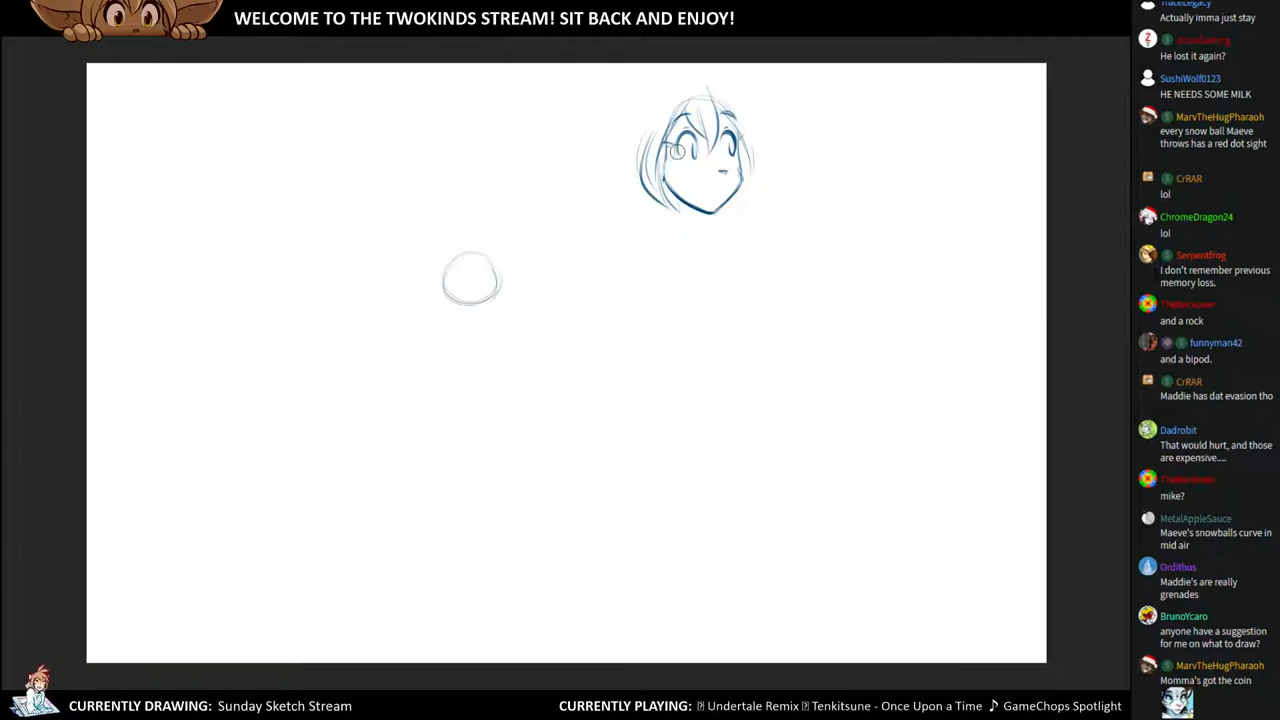 WELCOME TO THE TWOKINDS STREAM! SIT BACK AND ENJOY!
TraceLegacy
Actually imma just stay
He lost it again?
SushiWolf0123
HE NEEDS SOME MILK
MarvTheHugPharaoh
every snow ball Maeve
throws has a red dot sight
CrRAR
lol
ChromeDragon24
lol
Serpentfrog
I don't remember previous
memory loss.
and a rock
funnyman42
and a bipod.
CrRAR
Maddie has dat evasion tho
Dadrobit
That would hurt, and those
are expensive....
mike?
MetalAppleSauce
Maeve's snowballs curve in
mid air
Ordithus
Maddie's are really
grenades
BrunoYcaro
anyone have a suggestion
for me on what to draw?
MarvTheHugPharaoh
Momma's got the coin
CURRENTLY DRAWING: Sunday Sketch Stream
CURRENTLY PLAYING: Undertale Remix Tenkitsune - Once Upon a Time ♪ GameChops Spotlight